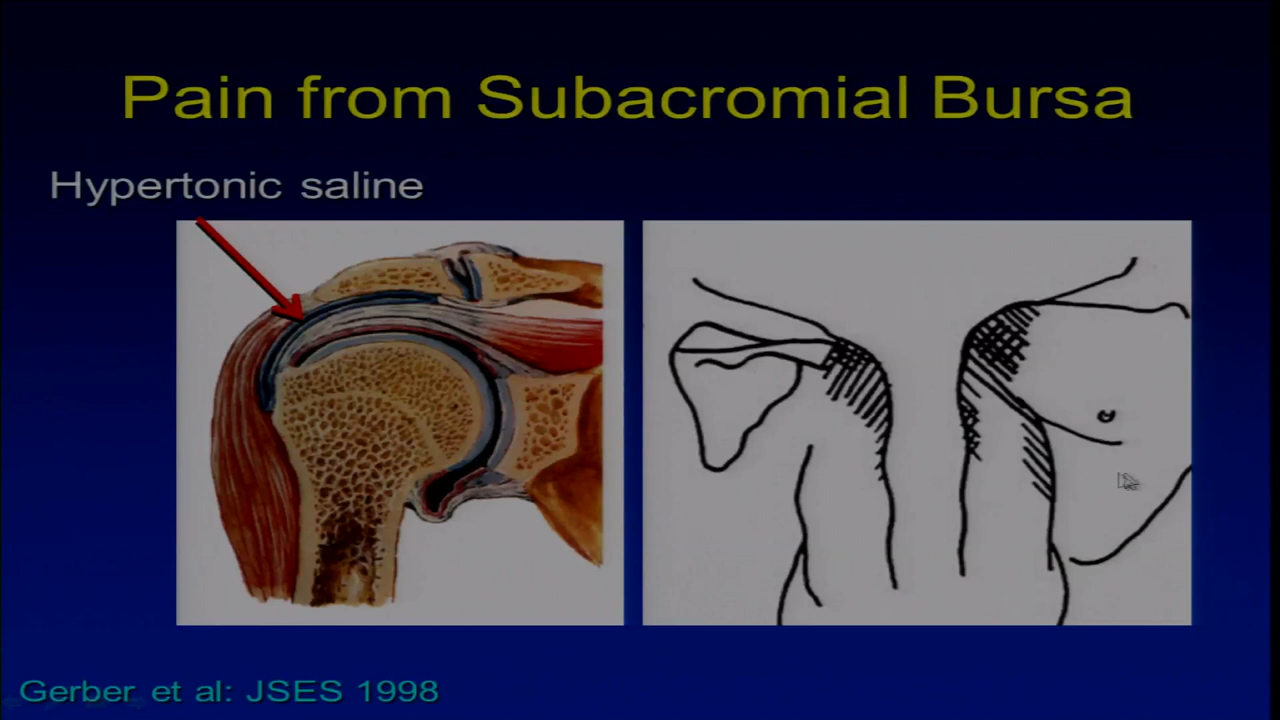 Pain from Subacromial Bursa
Hypertonic saline
Gerber et al: JSES 1998